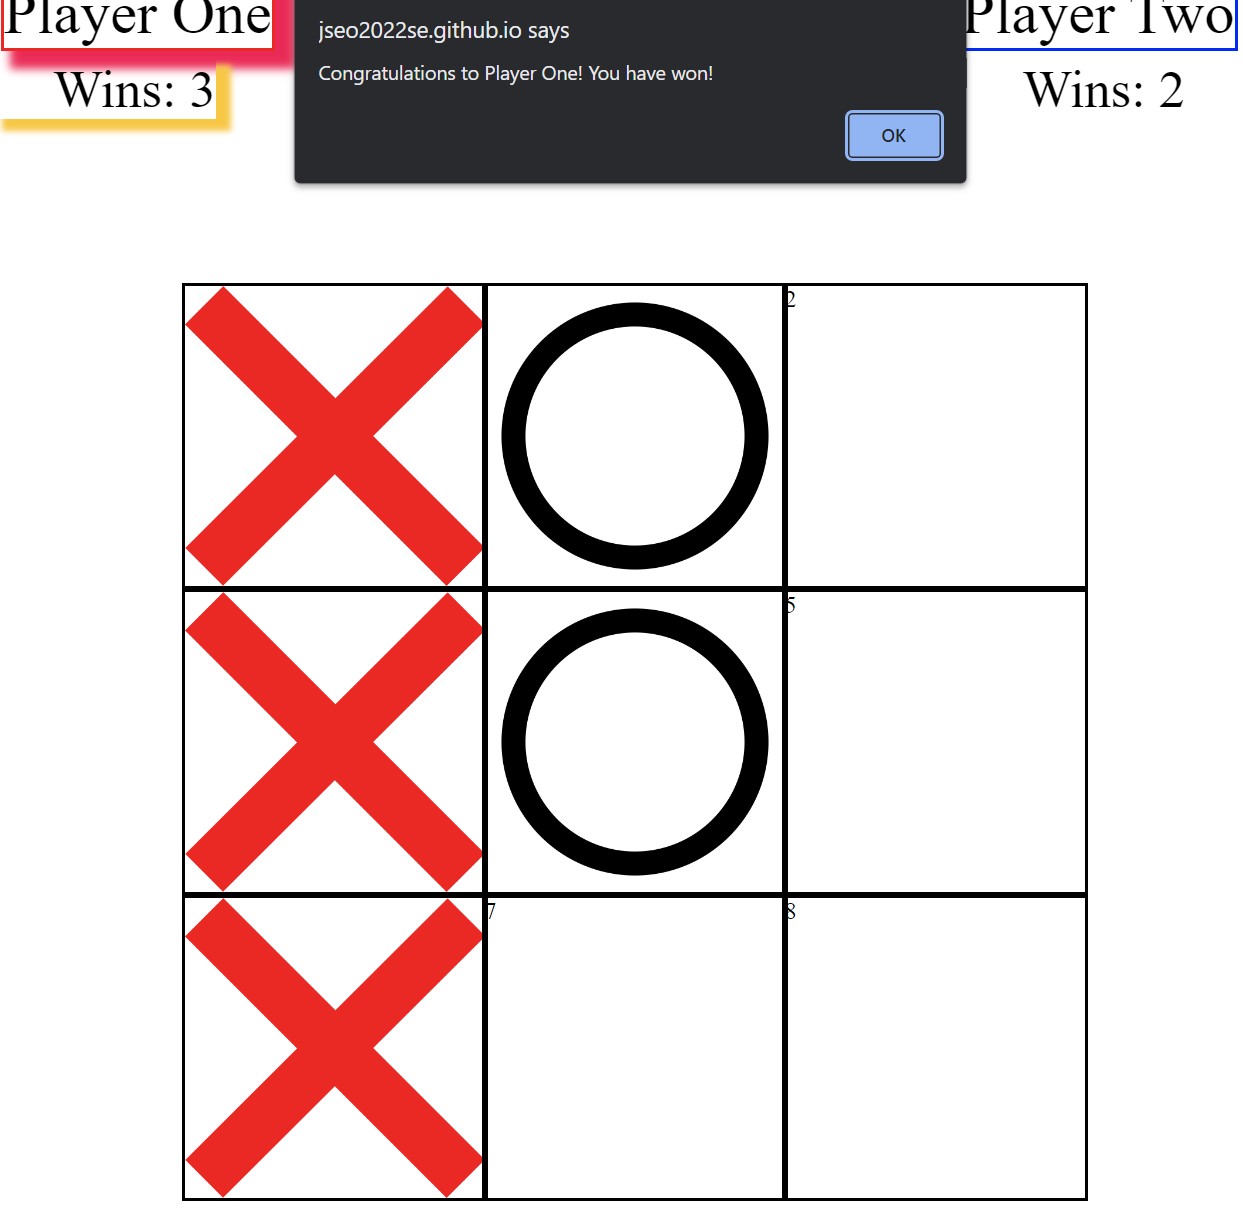 Player One
jseo2022se.github.io says
Player Two
Wins: 3
Congratulations to Player One! You have won!
Wins: 2
OK
2
5
7
8